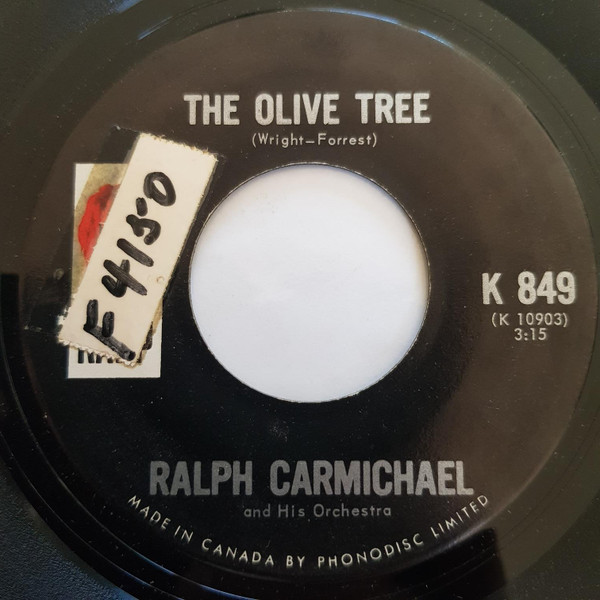 THE OLIVE TREE
(Wright–Forrest)
F4150
K 849
(K 10903)
3:15
RALPH CARMICHAEL
and His Orchestra
MADE IN CANADA BY PHONODISC LIMITED